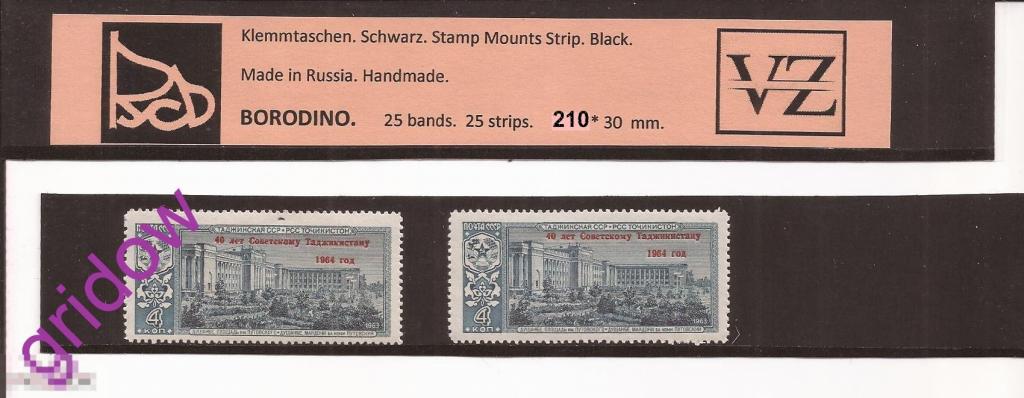 Klemmtaschen. Schwarz. Stamp Mounts Strip. Black.
Made in Russia. Handmade.
BORODINO. 25 bands. 25 strips. 210* 30 mm.
VZ
gridow
ТАДЖИКСКАЯ ССР • РСС ТОЧИКИСТОН
40 лет Советскому Таджикистану
1964 год
4
КОП
1963
ПОЧТА СССР
ТАДЖИКСКАЯ ССР • РСС ТОЧИКИСТОН
40 лет Советскому Таджикистану
1964 год
4
КОП
1963